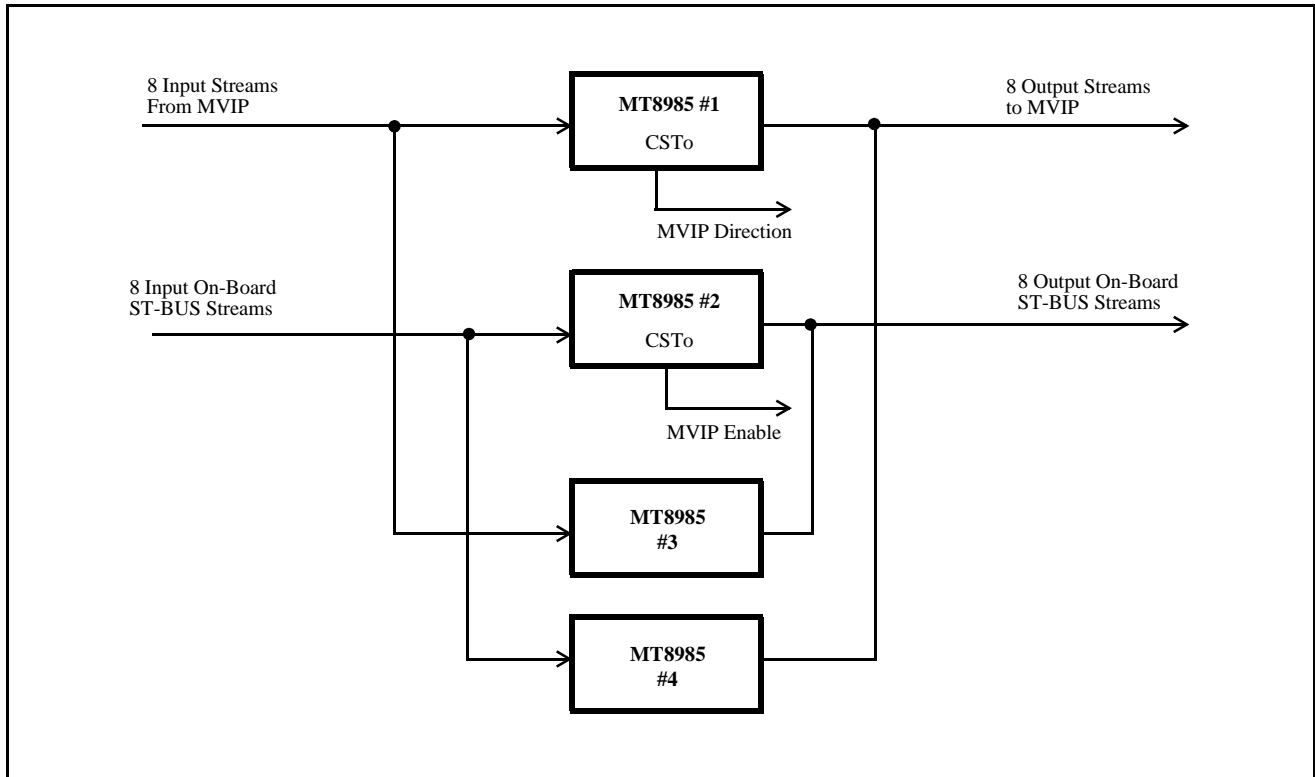 8 Input Streams
From MVIP
MT8985 #1
CSTo
8 Output Streams
to MVIP
MVIP Direction
8 Input On-Board
ST-BUS Streams
MT8985 #2
CSTo
8 Output On-Board
ST-BUS Streams
MVIP Enable
MT8985
#3
MT8985
#4